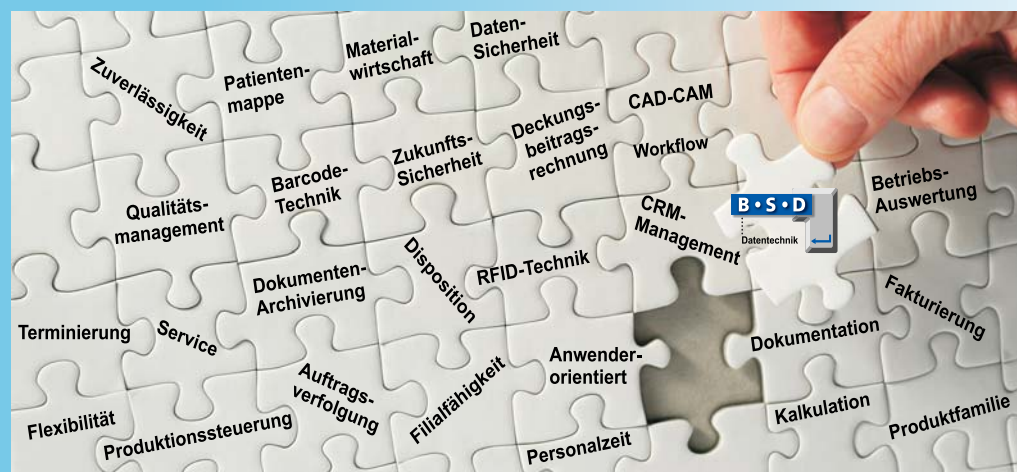 Zuverlässigkeit
Patienten-
mappe
Material-
wirtschaft
Daten-
Sicherheit
Qualitäts-
management
Barcode-
Technik
Zukunfts-
Sicherheit
Deckungs-
beitrags-
rechnung
CAD-CAM
Workflow
CRM-
Management
B•S•D
Datentechnik
Betriebs-
Auswertung
Terminierung
Service
Dokumenten-
Archivierung
Disposition
RFID-Technik
Dokumentation
Fakturierung
Flexibilität
Produktionssteuerung
Auftrags-
verfolgung
Filialfähigkeit
Anwender-
orientiert
Personalzeit
Kalkulation
Produktfamilie